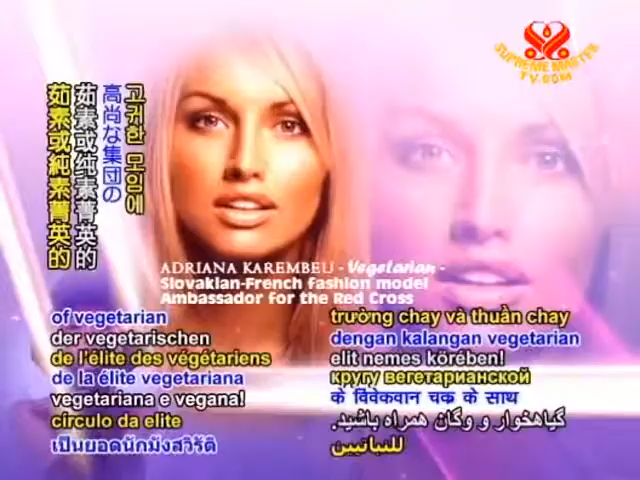 SUPREME MASTER
TV.COM
고귀한 모임에
高尚な集団の
茹素或纯素菁英的
茹素或純素菁英的
ADRIANA KAREMBEU - Vegetarian -
Slovakian-French fashion model
Ambassador for the Red Cross
of vegetarian
der vegetarischen
de l'élite des végétariens
de la élite vegetariana
vegetariana e vegana!
círculo da elite
เป็นยอดนักมังสวิรัติ
trường chay và thuần chay
dengan kalangan vegetarian
elit nemes körében!
кругу вегетарианской
के विवेकवान चक्र के साथ
گیاهخوار و وگان همراه باشید.
للنباتيين